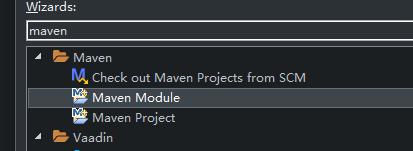 Wizards:
maven
Maven
Check out Maven Projects from SCM
Maven Module
Maven Project
Vaadin